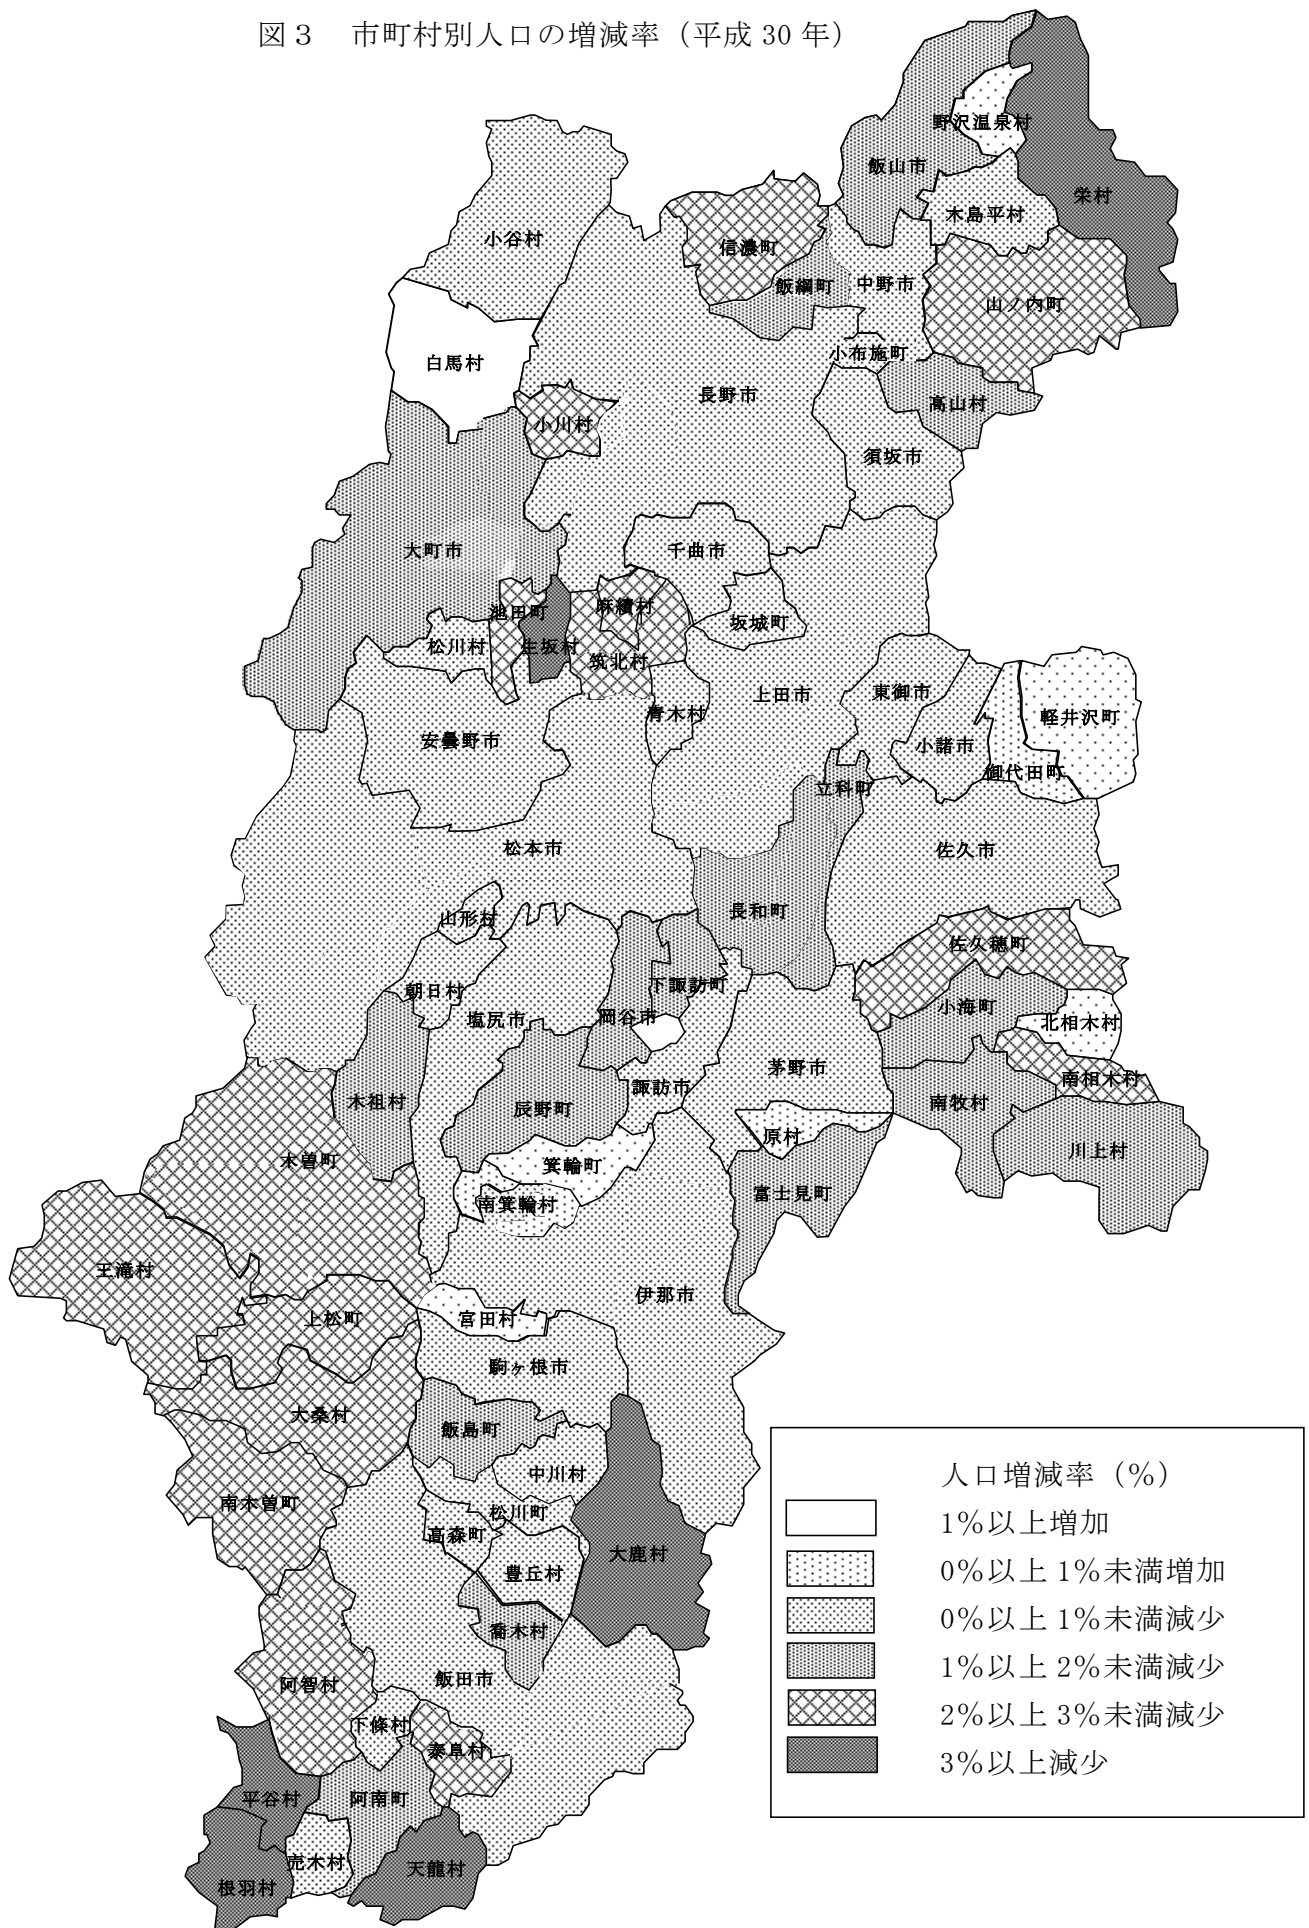 図3 市町村別人口の増減率（平成 30 年）
野沢温泉村
飯山市
栄村
木島平村
小谷村
信濃町
飯綱町
中野市
山ノ内町
小布施町
白馬村
長野市
高山村
小川村
須坂市
大町市
千曲市
池田町
麻績村
坂城町
松川村
生坂村
筑北村
上田市
東御市
青木村
軽井沢町
安曇野市
小諸市
御代田町
立科町
松本市
佐久市
長和町
山形村
佐久穂町
朝日村
下諏訪町
小海町
塩尻市
岡谷市
北相木村
茅野市
諏訪市
南相木村
木祖村
辰野町
南牧村
原村
川上村
木曽町
箕輪町
南箕輪村
富士見町
王滝村
伊那市
上松町
宮田村
駒ヶ根市
大桑村
飯島町
中川村
南木曽町
松川町
高森町
大鹿村
豊丘村
喬木村
飯田市
阿智村
下條村
泰阜村
平谷村
阿南町
売木村
天龍村
根羽村
人口増減率（%）
1%以上増加
0%以上 1%未満増加
0%以上 1%未満減少
1%以上 2%未満減少
2%以上 3%未満減少
3%以上減少